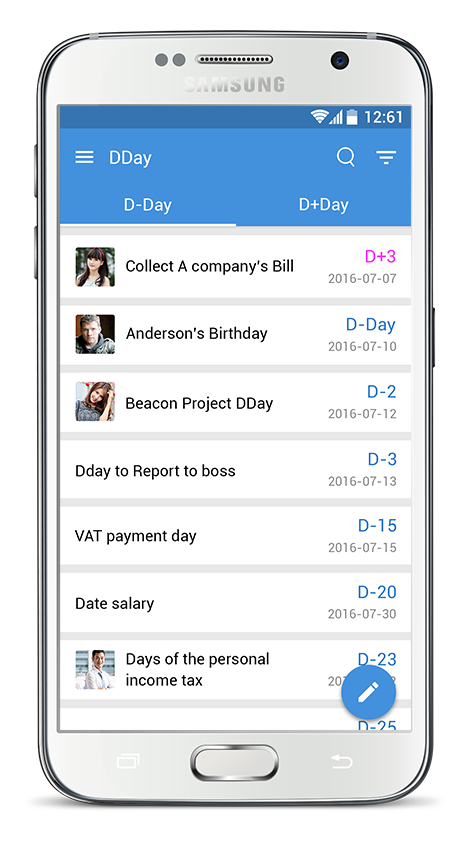 SAMSUNG
12:61
DDay
D-Day
D+Day
D+3
Collect A company's Bill
2016-07-07
D-Day
Anderson's Birthday
2016-07-10
D-2
Beacon Project DDay
2016-07-12
D-3
Dday to Report to boss
2016-07-13
D-15
VAT payment day
2016-07-15
D-20
Date salary
2016-07-30
Days of the personal
D-23
income tax
D-25